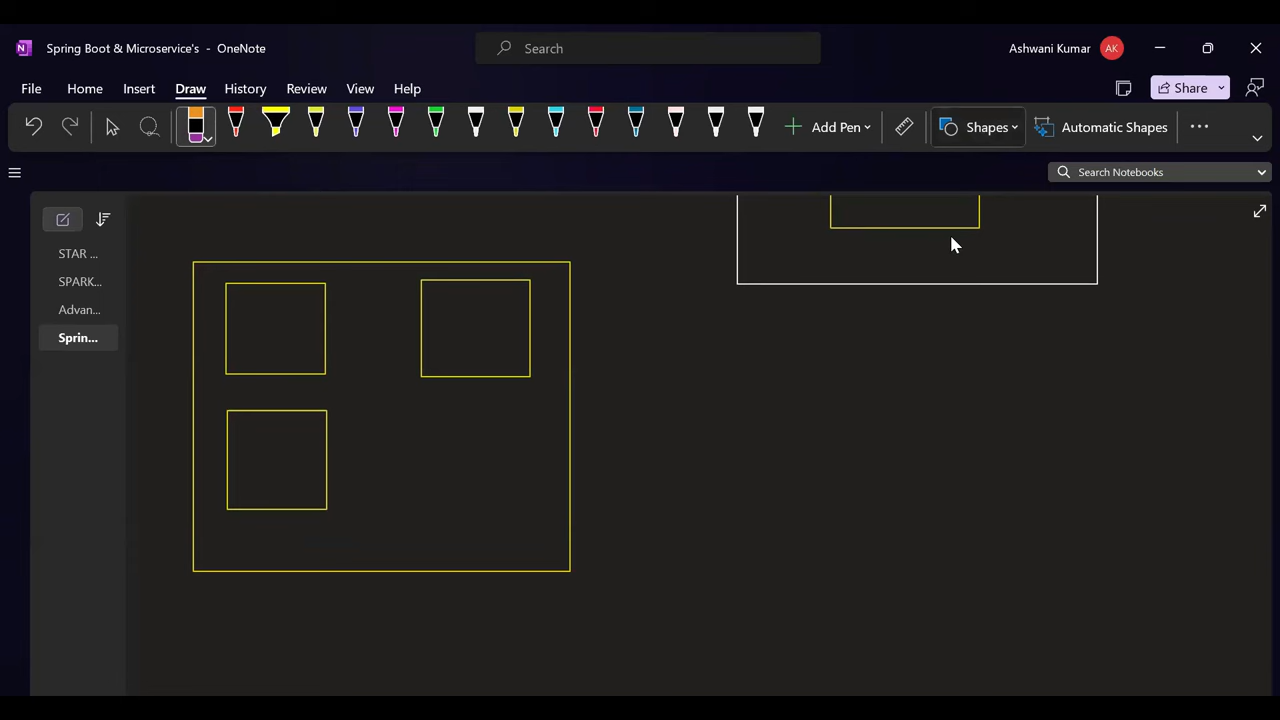 Spring Boot & Microservice's - OneNote
Search
Ashwani Kumar AK
File Home Insert Draw History Review View Help
Share
Add Pen
Shapes
Automatic Shapes
Search Notebooks
STAR ...
SPARK...
Advan...
Sprin...